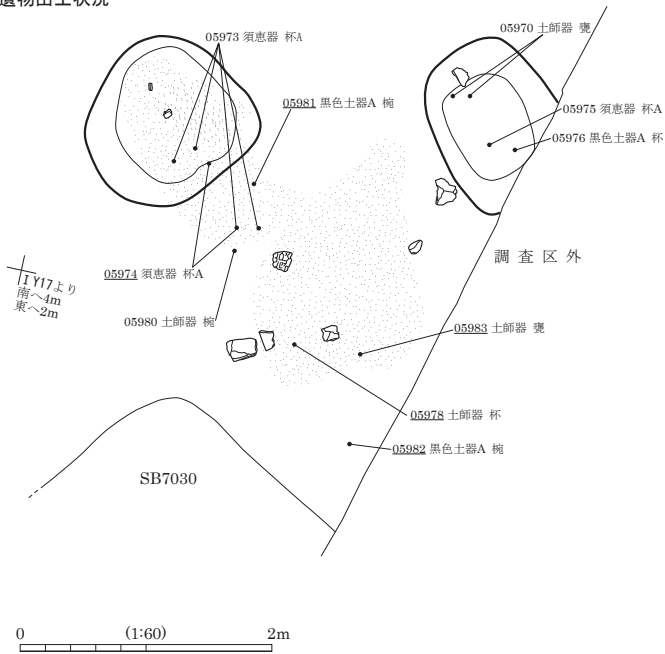 遺物出土状況
05973 須恵器 杯A
05970 土師器 甕
05981 黒色土器A 椀
05975 須恵器 杯A
05976 黒色土器A 杯
調査区外
05974 須恵器 杯A
I Y17より
南へ4m
東へ2m
05980 土師器 椀
05983 土師器 甕
05978 土師器 杯
05982 黒色土器A 椀
SB7030
0 (1:60) 2m